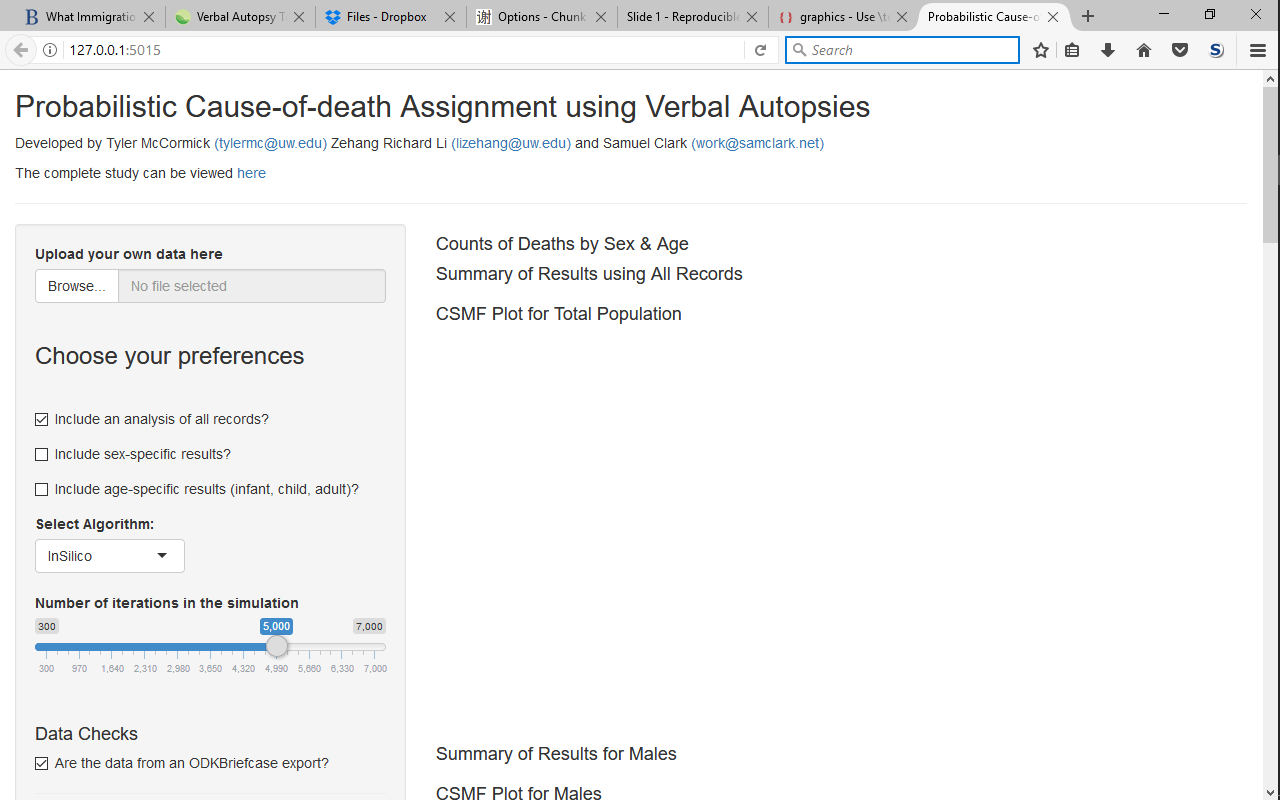 What Immigratio
Verbal Autopsy T
Files - Dropbox
谢
Options - Chunk
Slide 1 - Reproducible
graphics - Use \t
Probabilistic Cause-o
127.0.0.1:5015
Search
Probabilistic Cause-of-death Assignment using Verbal Autopsies
Developed by Tyler McCormick (tylermc@uw.edu) Zehang Richard Li (lizehang@uw.edu) and Samuel Clark (work@samclark.net)
The complete study can be viewed here
Upload your own data here
Browse...
No file selected
Choose your preferences
Include an analysis of all records?
Include sex-specific results?
Include age-specific results (infant, child, adult)?
Select Algorithm:
InSilico
Number of iterations in the simulation
300 5,000 7,000
300 970 1,640 2,310 2,980 3,650 4,320 4,990 5,660 6,330 7,000
Data Checks
Are the data from an ODKBriefcase export?
Counts of Deaths by Sex & Age
Summary of Results using All Records
CSMF Plot for Total Population
Summary of Results for Males
CSMF Plot for Males